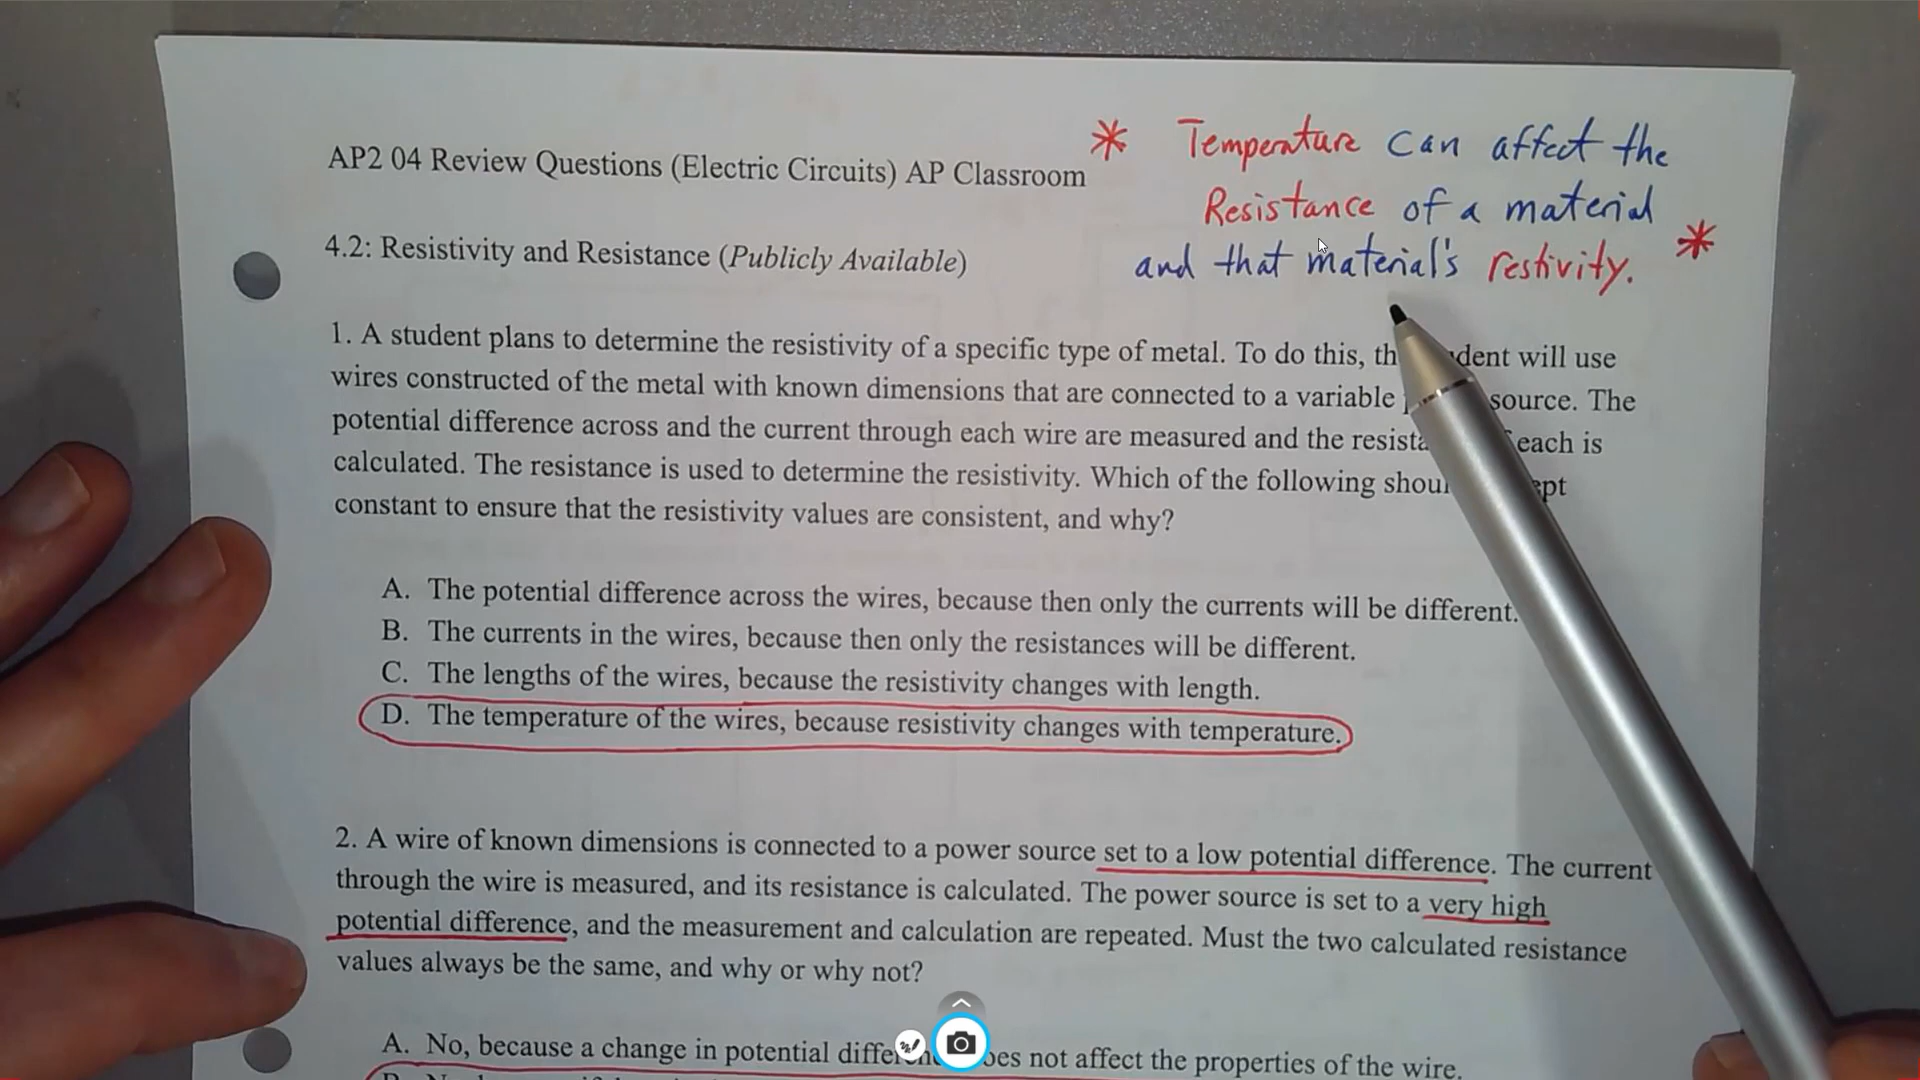 AP2 04 Review Questions (Electric Circuits) AP Classroom
* Temperature can affect the
Resistance of a material
and that material's restivity. *
4.2: Resistivity and Resistance (Publicly Available)
1. A student plans to determine the resistivity of a specific type of metal. To do this, th dent will use
wires constructed of the metal with known dimensions that are connected to a variable source. The
potential difference across and the current through each wire are measured and the resista each is
calculated. The resistance is used to determine the resistivity. Which of the following shoul ept
constant to ensure that the resistivity values are consistent, and why?
A. The potential difference across the wires, because then only the currents will be different.
B. The currents in the wires, because then only the resistances will be different.
C. The lengths of the wires, because the resistivity changes with length.
D. The temperature of the wires, because resistivity changes with temperature.
2. A wire of known dimensions is connected to a power source set to a low potential difference. The current
through the wire is measured, and its resistance is calculated. The power source is set to a very high
potential difference, and the measurement and calculation are repeated. Must the two calculated resistance
values always be the same, and why or why not?
A. No, because a change in potential differenc oes not affect the properties of the wire.